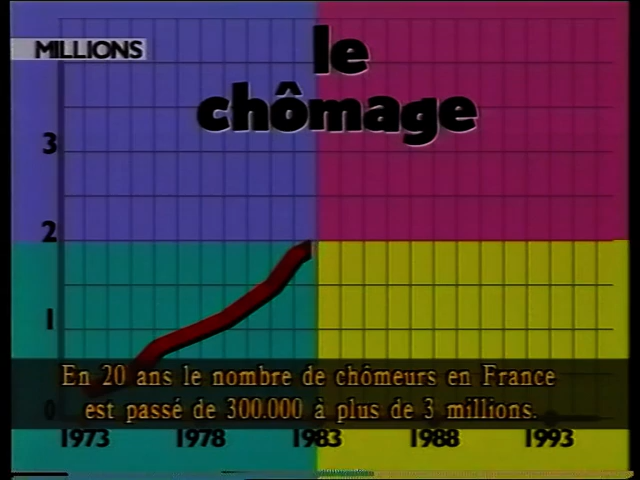 MILLIONS
le
chômage
3
2
1
0
En 20 ans le nombre de chômeurs en France
est passé de 300.000 à plus de 3 millions.
1973 1978 1983 1988 1993